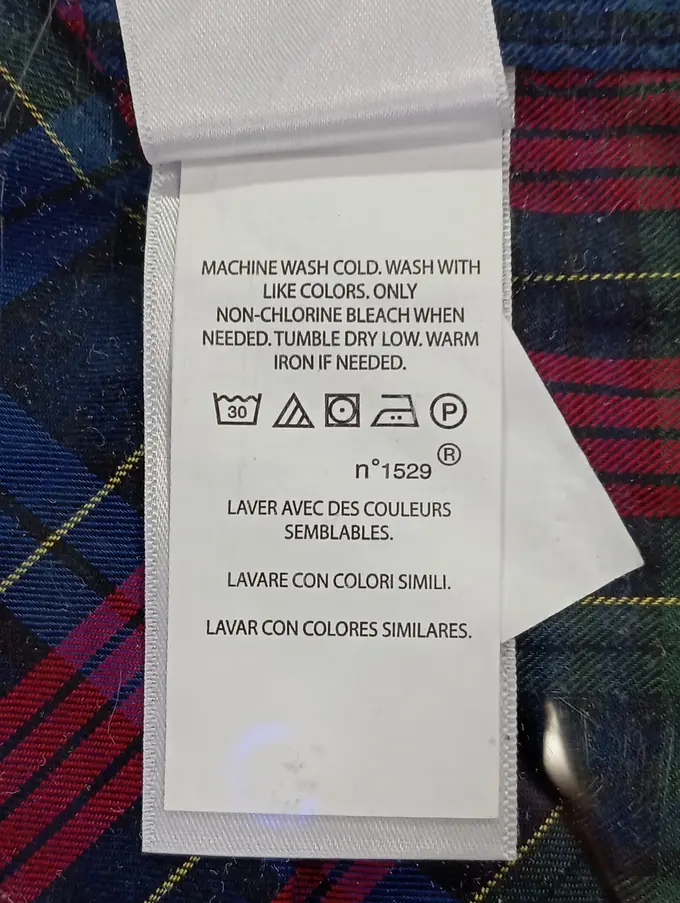 MACHINE WASH COLD. WASH WITH
LIKE COLORS. ONLY
NON-CHLORINE BLEACH WHEN
NEEDED. TUMBLE DRY LOW. WARM
IRON IF NEEDED.
30 P
n°1529 ®
LAVER AVEC DES COULEURS
SEMBLABLES.
LAVARE CON COLORI SIMILI.
LAVAR CON COLORES SIMILARES.